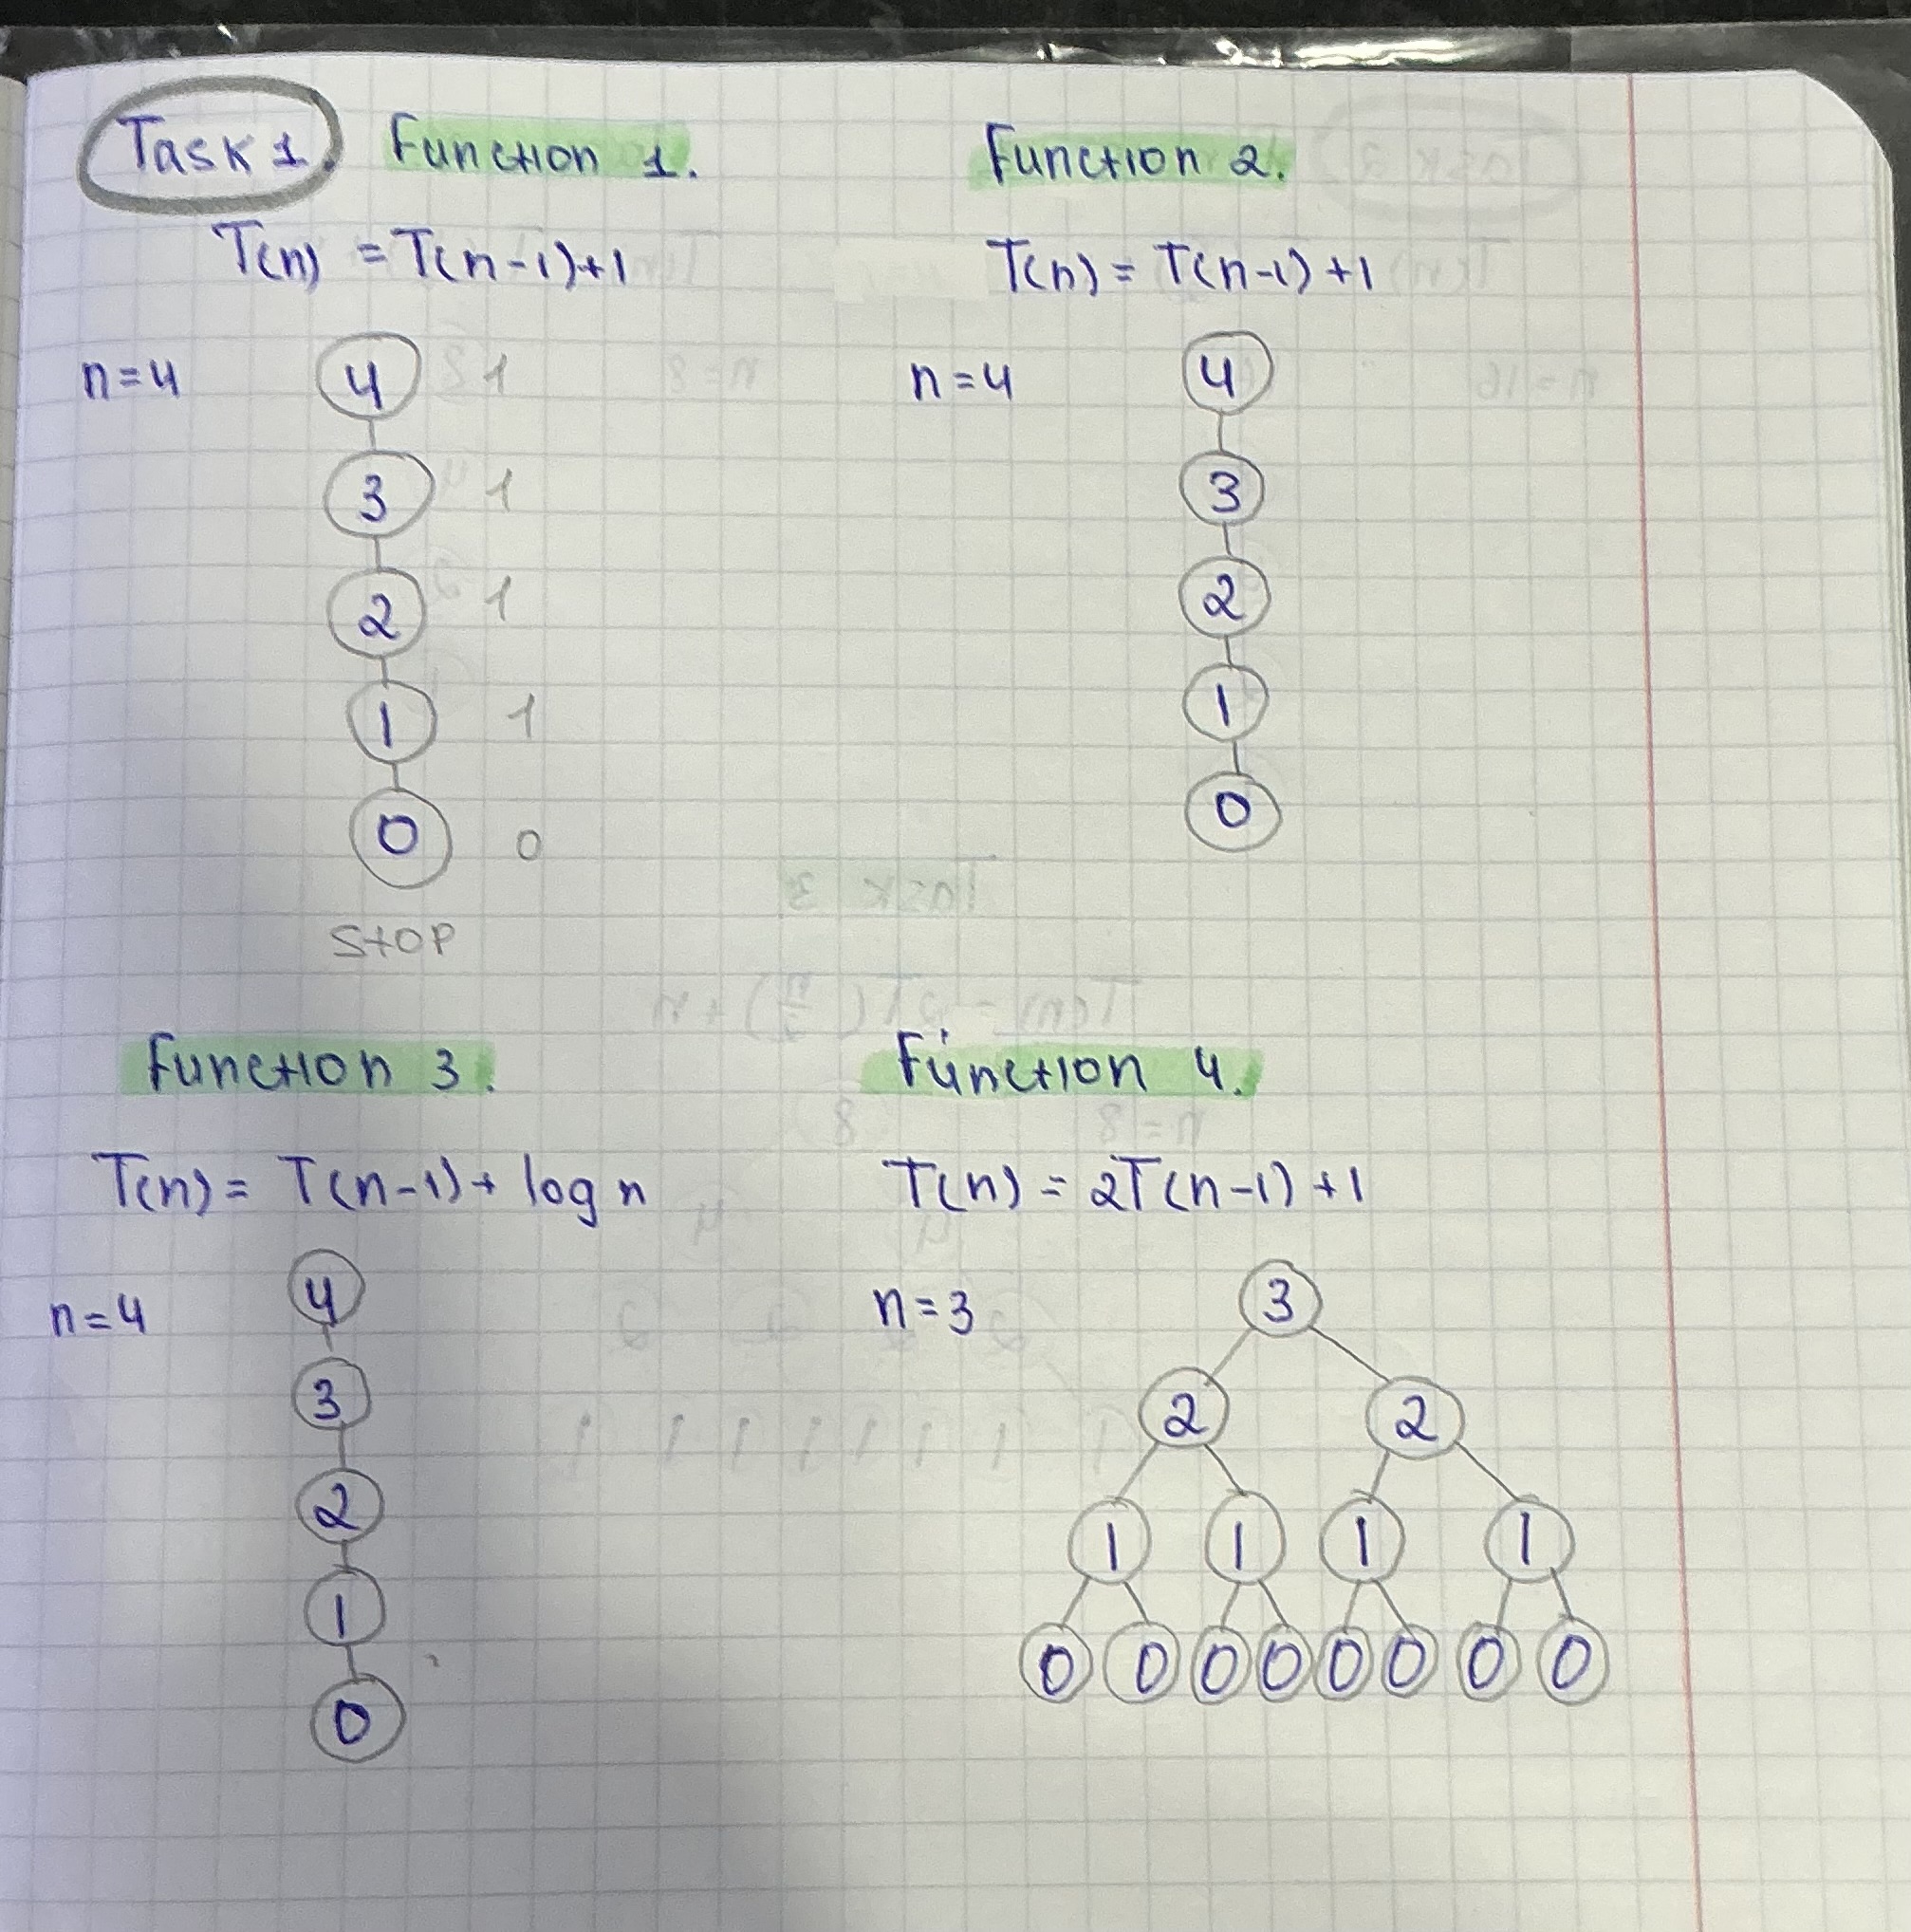 Task 1. Function 1.
T(n) = T(n-1)+1
n=4
4 1
3 1
2 1
1 1
0 0
STOP
Function 2.
T(n) = T(n-1)+1
n=4
4
3
2
1
0
Function 3.
T(n) = T(n-1)+ log n
n=4
4
3
2
1
0
Function 4.
T(n) = 2T(n-1)+1
n=3
3
2 2
1 1 1 1
0 0 0 0 0 0 0 0